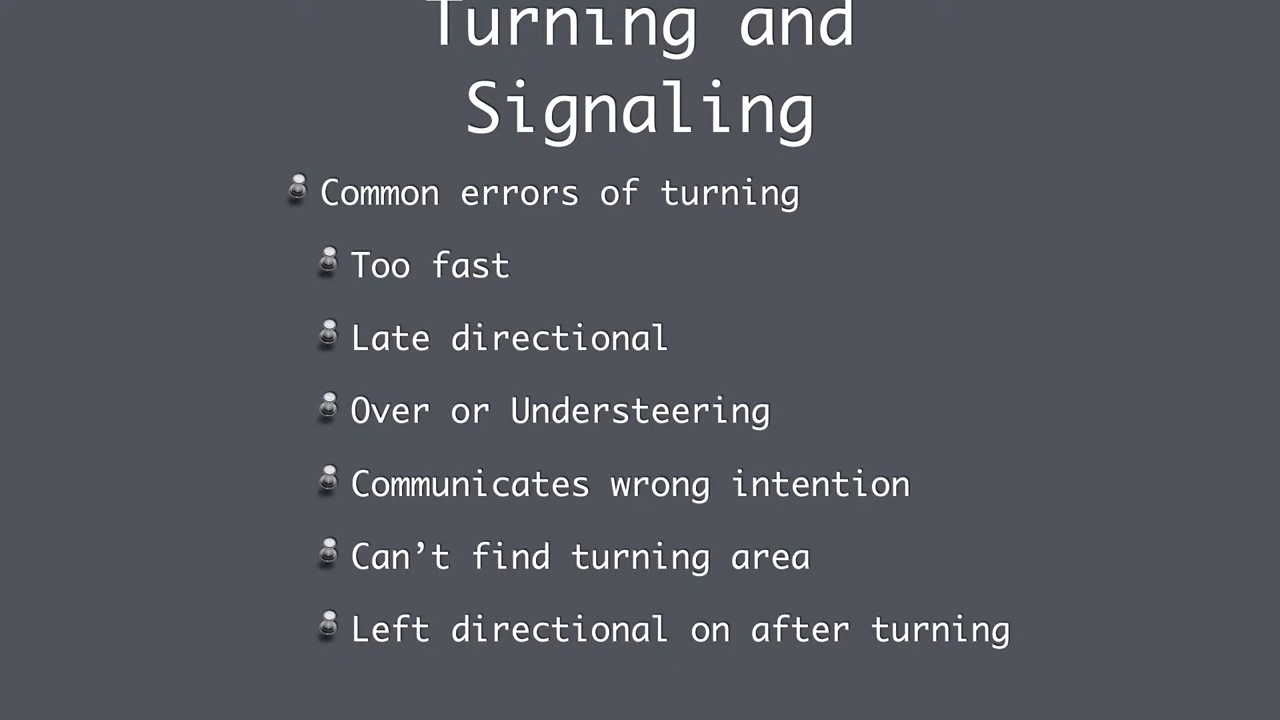 Turning and
Signaling
Common errors of turning
Too fast
Late directional
Over or Understeering
Communicates wrong intention
Can’t find turning area
Left directional on after turning